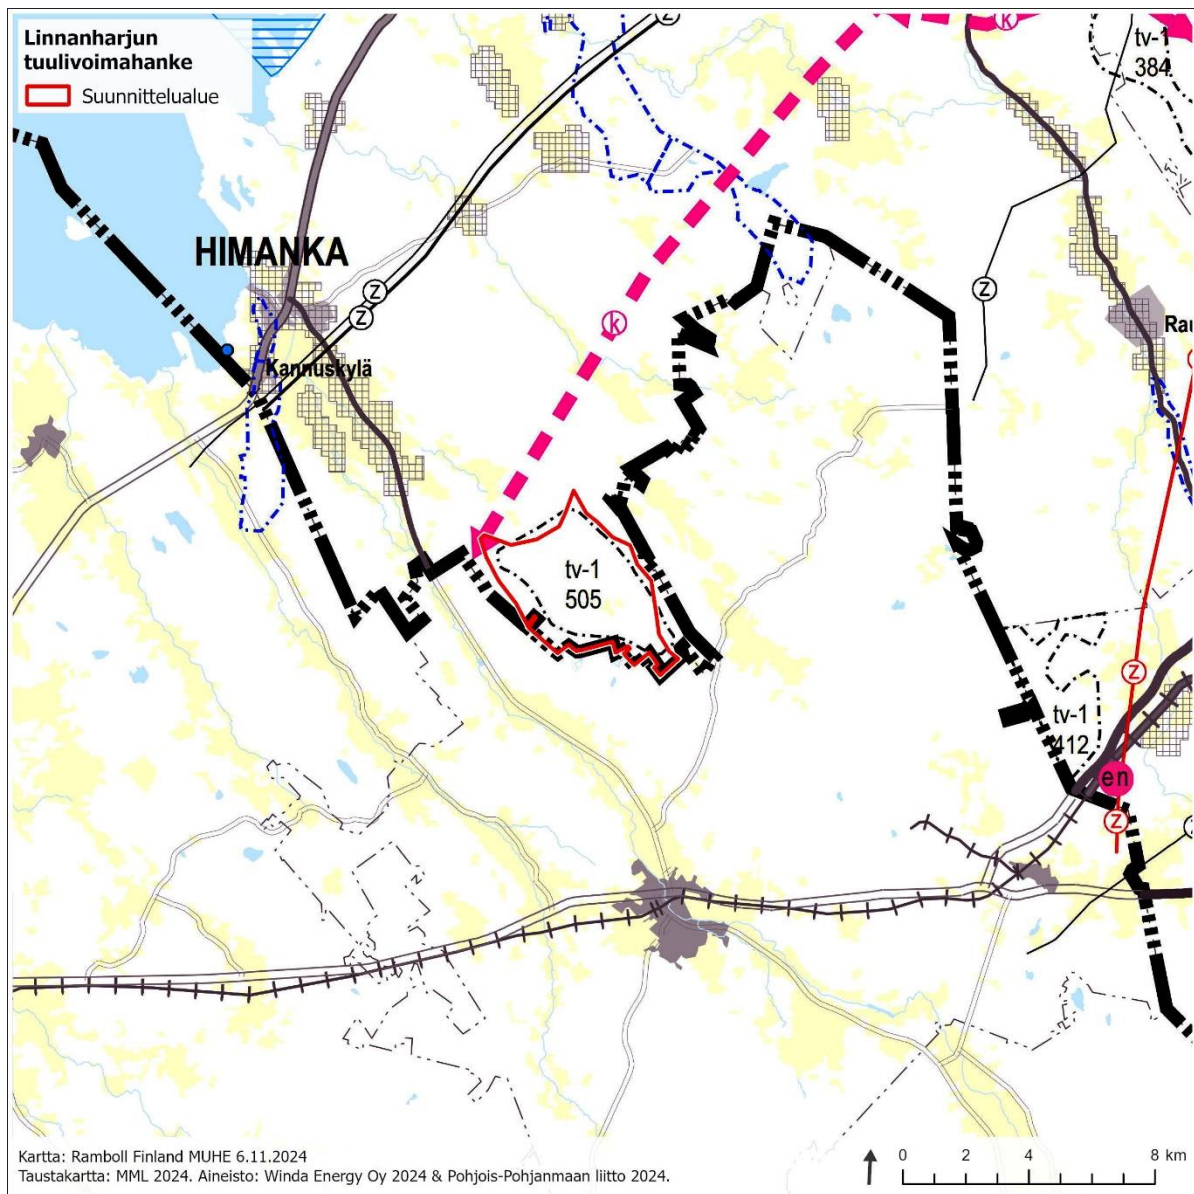 Linnanharjun
tuulivoimahanke
Suunnittelualue
z
k
tv-1
384
HIMANKA
z
z
z
k
Kannuskylä
Rau
tv-1
505
z
tv-1
412
en
z
z
Kartta: Ramboll Finland MUHE 6.11.2024
Taustakartta: MML 2024. Aineisto: Winda Energy Oy 2024 & Pohjois-Pohjanmaan liitto 2024.
0 2 4 8 km